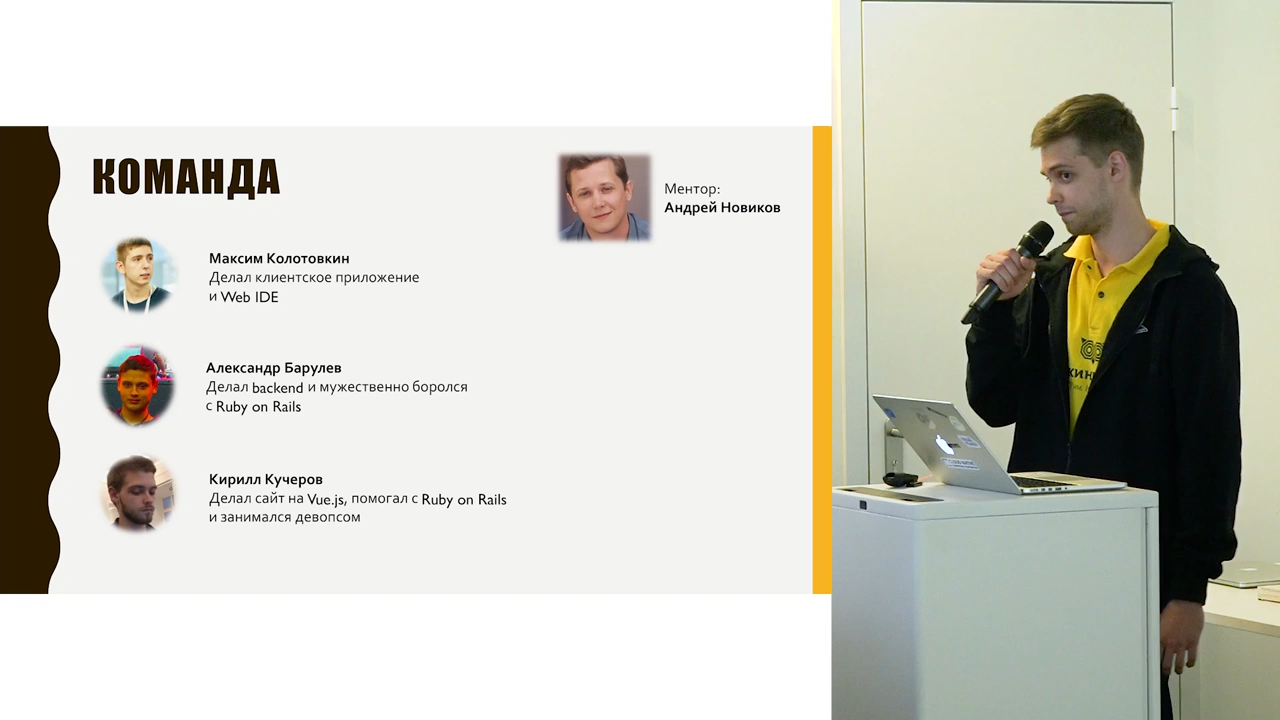 КОМАНДА
Ментор:
Андрей Новиков
Максим Колотовкин
Делал клиентское приложение
и Web IDE
Александр Барулев
Делал backend и мужественно боролся
с Ruby on Rails
Кирилл Кучеров
Делал сайт на Vue.js, помогал с Ruby on Rails
и занимался девопсом